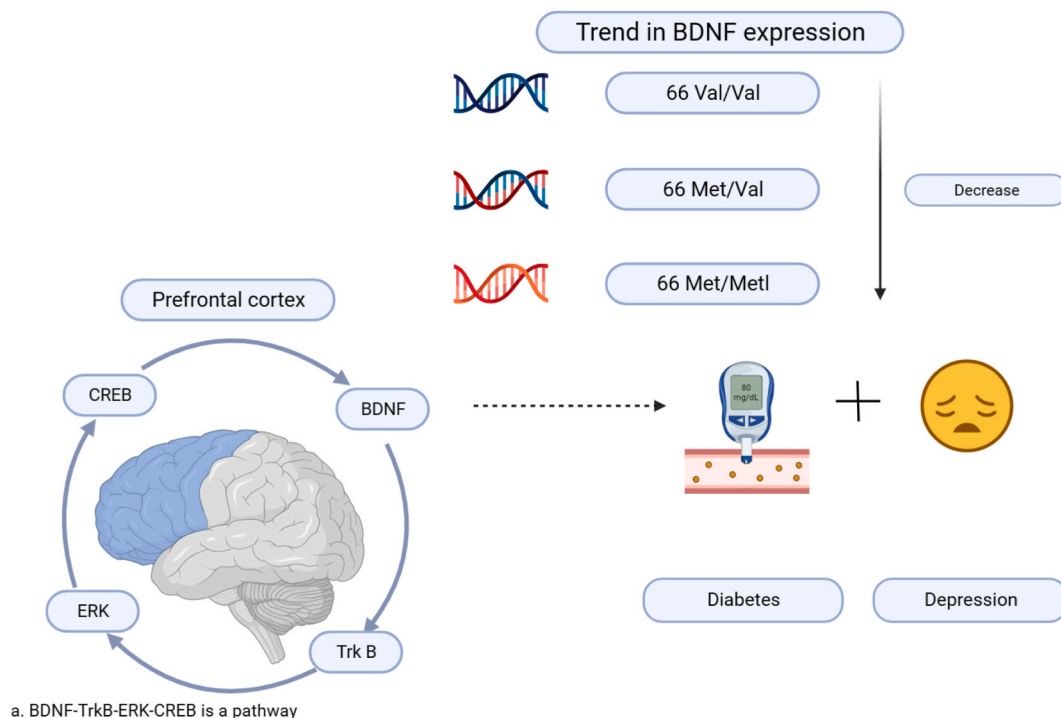 Trend in BDNF expression
66 Val/Val
66 Met/Val
Decrease
66 Met/Metl
Prefrontal cortex
CREB
BDNF
80
mg/dL
ERK
Trk B
Diabetes
Depression
a. BDNF-TrkB-ERK-CREB is a pathway